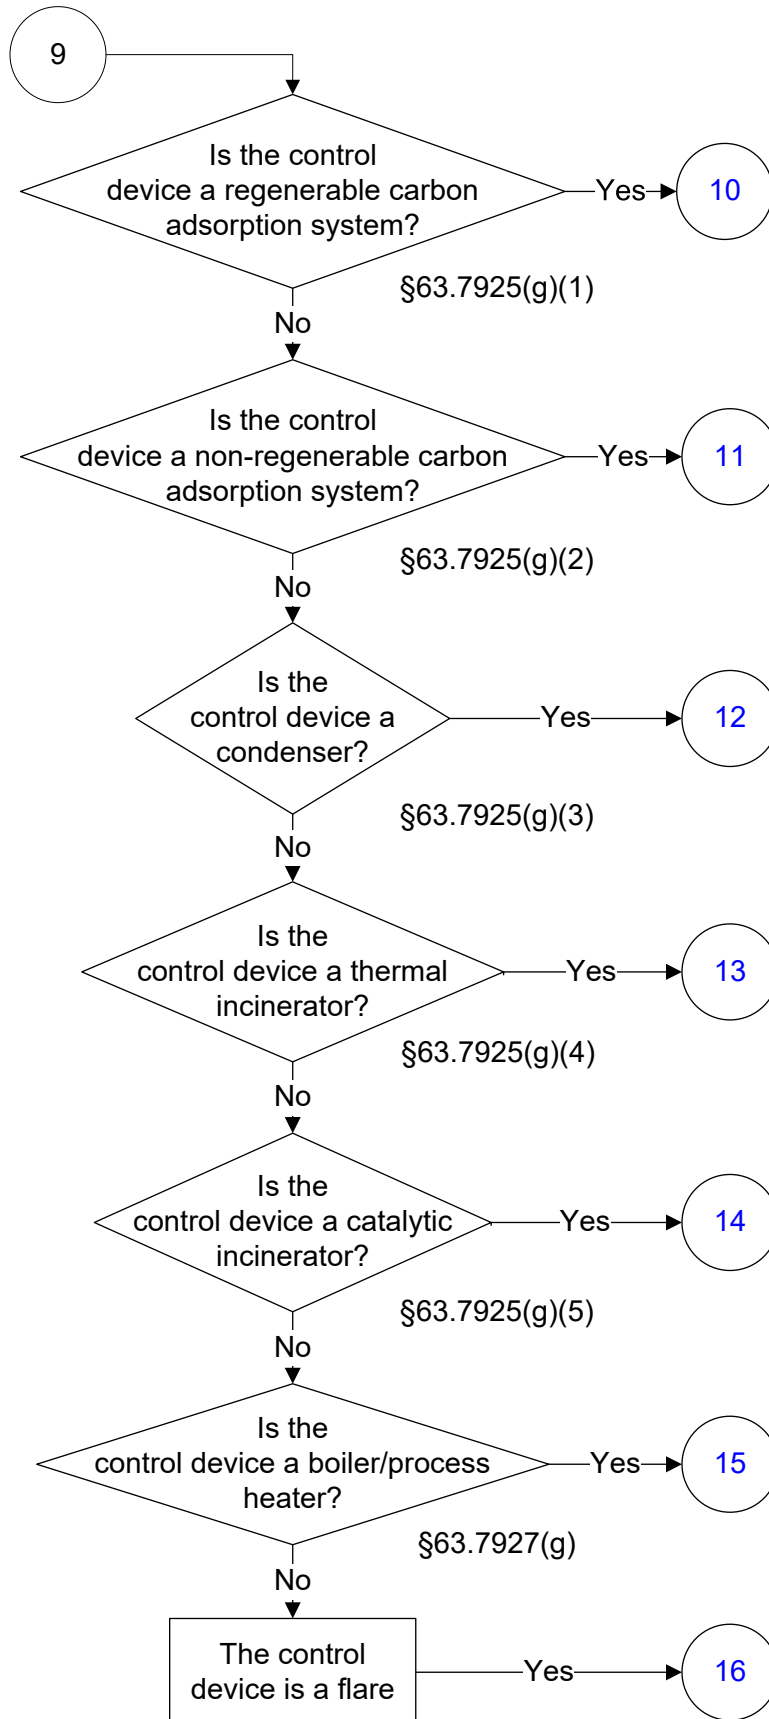 9
Is the control
device a regenerable carbon
adsorption system?
Yes
10
§63.7925(g)(1)
No
Is the control
device a non-regenerable carbon
adsorption system?
Yes
11
§63.7925(g)(2)
No
Is the
control device a
condenser?
Yes
12
§63.7925(g)(3)
No
Is the
control device a thermal
incinerator?
Yes
13
§63.7925(g)(4)
No
Is the
control device a catalytic
incinerator?
Yes
14
§63.7925(g)(5)
No
Is the
control device a boiler/process
heater?
Yes
15
§63.7927(g)
No
The control
device is a flare
Yes
16